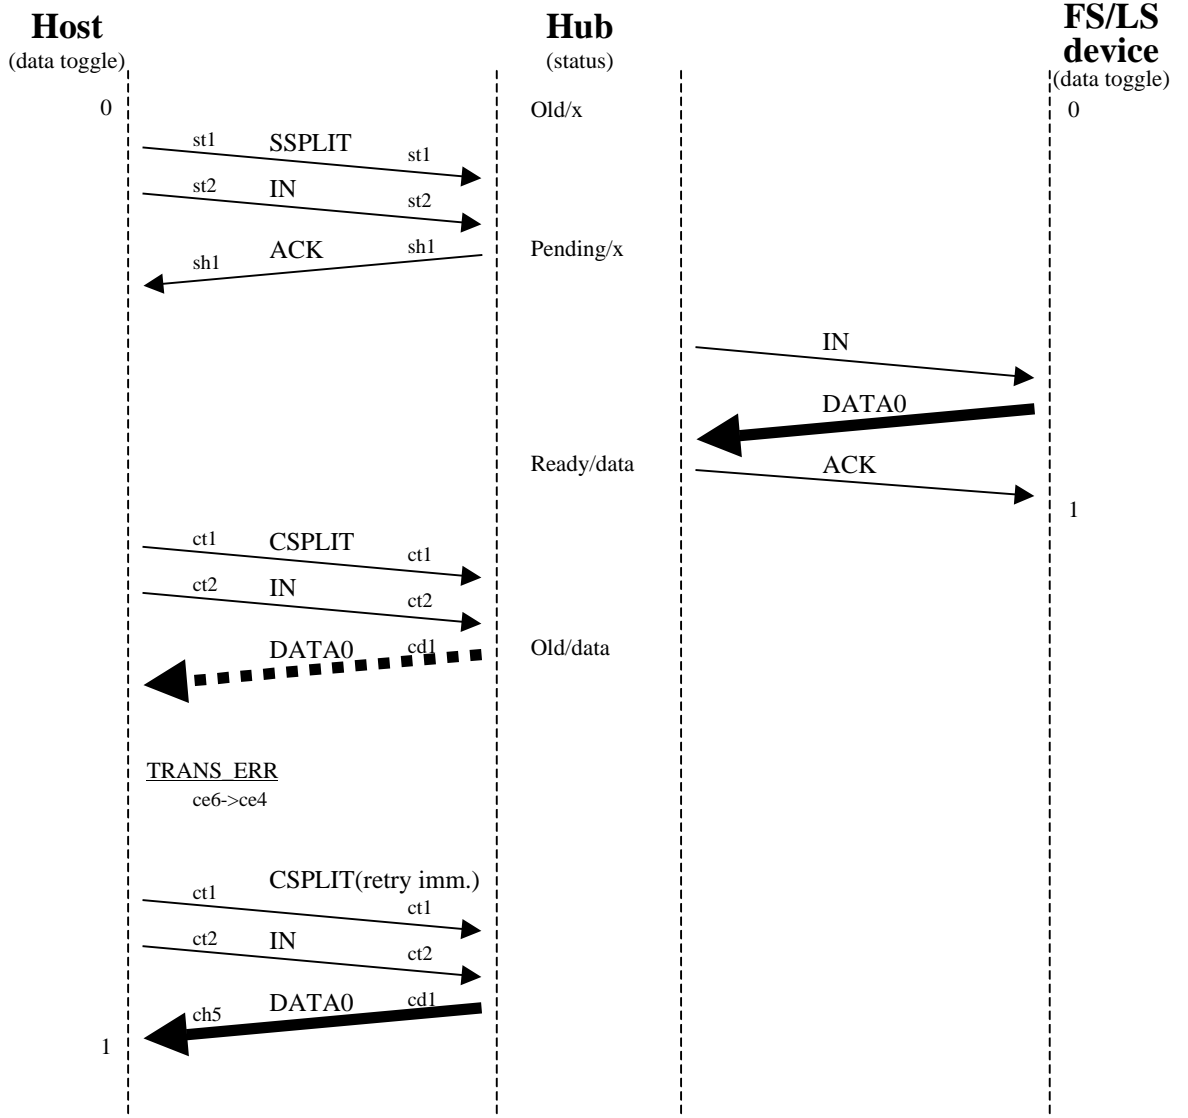 Host
(data toggle)
Hub
(status)
FS/LS
device
(data toggle)
0
Old/x
0
st1 SSPLIT st1
st2 IN st2
sh1 ACK sh1
Pending/x
IN
DATA0
Ready/data
ACK
1
ct1 CSPLIT ct1
ct2 IN ct2
DATA0 cd1
Old/data
TRANS_ERR
ce6->ce4
CSPLIT(retry imm.)
ct1 ct1
ct2 IN ct2
DATA0 cd1
ch5
1